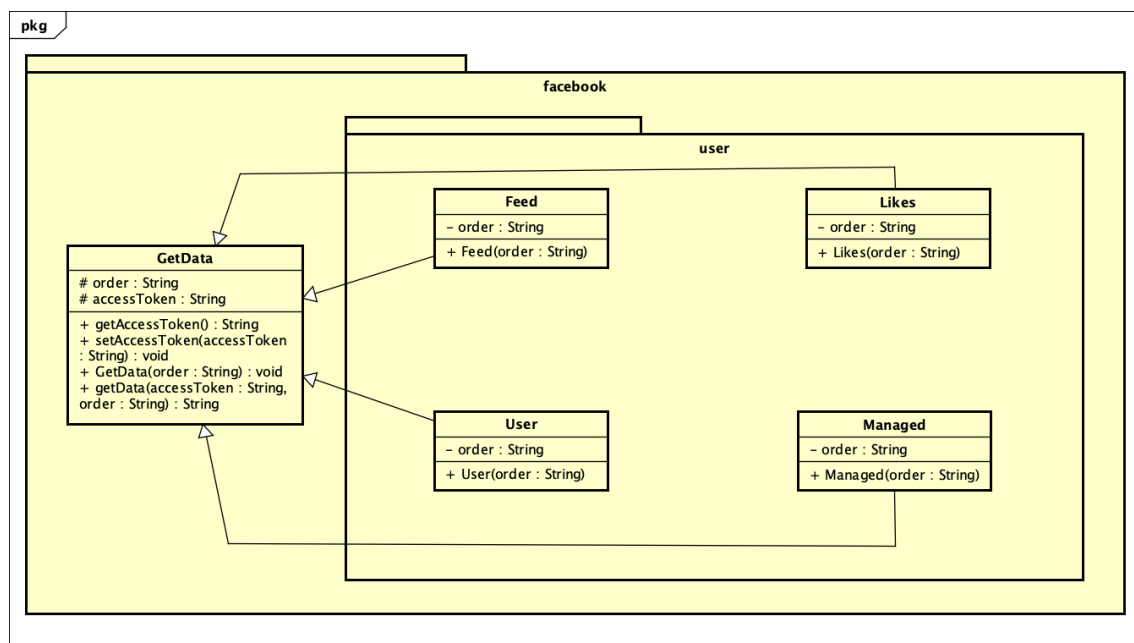 pkg
facebook
user
Feed
– order : String
+ Feed(order : String)
Likes
– order : String
+ Likes(order : String)
GetData
# order : String
# accessToken : String
+ getAccessToken() : String
+ setAccessToken(accessToken
: String) : void
+ GetData(order : String) : void
+ getData(accessToken : String,
order : String) : String
User
– order : String
+ User(order : String)
Managed
– order : String
+ Managed(order : String)